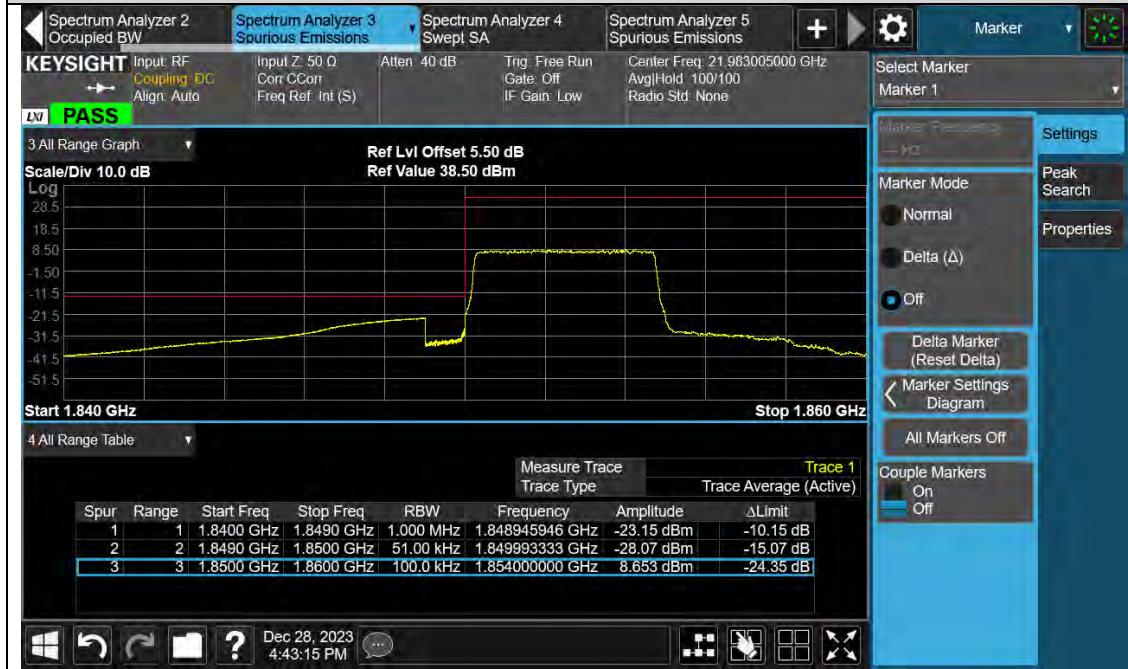 Spectrum Analyzer 2
Occupied BW
Spectrum Analyzer 3
Spurious Emissions
Spectrum Analyzer 4
Swept SA
Spectrum Analyzer 5
Spurious Emissions
+
Marker
KEYSIGHT
Input: RF
Coupling: DC
Align: Auto
Input Z: 50 Ω
Corr CCorr
Freq Ref: Int (S)
Atten: 40 dB
Trig: Free Run
Gate: Off
IF Gain: Low
Center Freq: 21.983005000 GHz
Avg|Hold: 100/100
Radio Std: None
LXI PASS
3 All Range Graph
Ref Lvl Offset 5.50 dB
Scale/Div 10.0 dB
Ref Value 38.50 dBm
Log
28.5
18.5
8.50
-1.50
-11.5
-21.5
-31.5
-41.5
-51.5
Start 1.840 GHz
Stop 1.860 GHz
4 All Range Table
Measure Trace Trace 1
Trace Type Trace Average (Active)
Spur Range Start Freq Stop Freq RBW Frequency Amplitude ΔLimit
1 1 1.8400 GHz 1.8490 GHz 1.000 MHz 1.848945946 GHz -23.15 dBm -10.15 dB
2 2 1.8490 GHz 1.8500 GHz 51.00 kHz 1.849993333 GHz -28.07 dBm -15.07 dB
3 3 1.8500 GHz 1.8600 GHz 100.0 kHz 1.854000000 GHz 8.653 dBm -24.35 dB
Select Marker
Marker 1
Marker Frequency
--- Hz
Marker Mode
Normal
Delta (Δ)
Off
Delta Marker
(Reset Delta)
Marker Settings
Diagram
All Markers Off
Couple Markers
On
Off
Settings
Peak
Search
Properties
?
Dec 28, 2023
4:43:15 PM